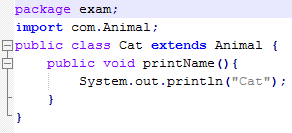 package exam;
import com.Animal;
public class Cat extends Animal {
    public void printName(){
        System.out.println("Cat");
    }
}